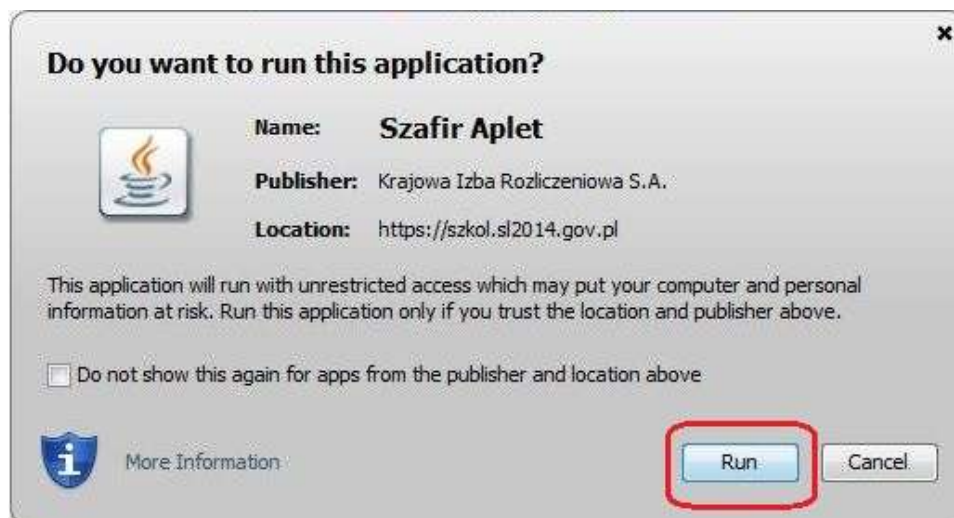 Do you want to run this application?
Name: Szafir Aplet
Publisher: Krajowa Izba Rozliczeniowa S.A.
Location: https://szkol.sl2014.gov.pl
This application will run with unrestricted access which may put your computer and personal
information at risk. Run this application only if you trust the location and publisher above.
Do not show this again for apps from the publisher and location above
More Information
Run Cancel